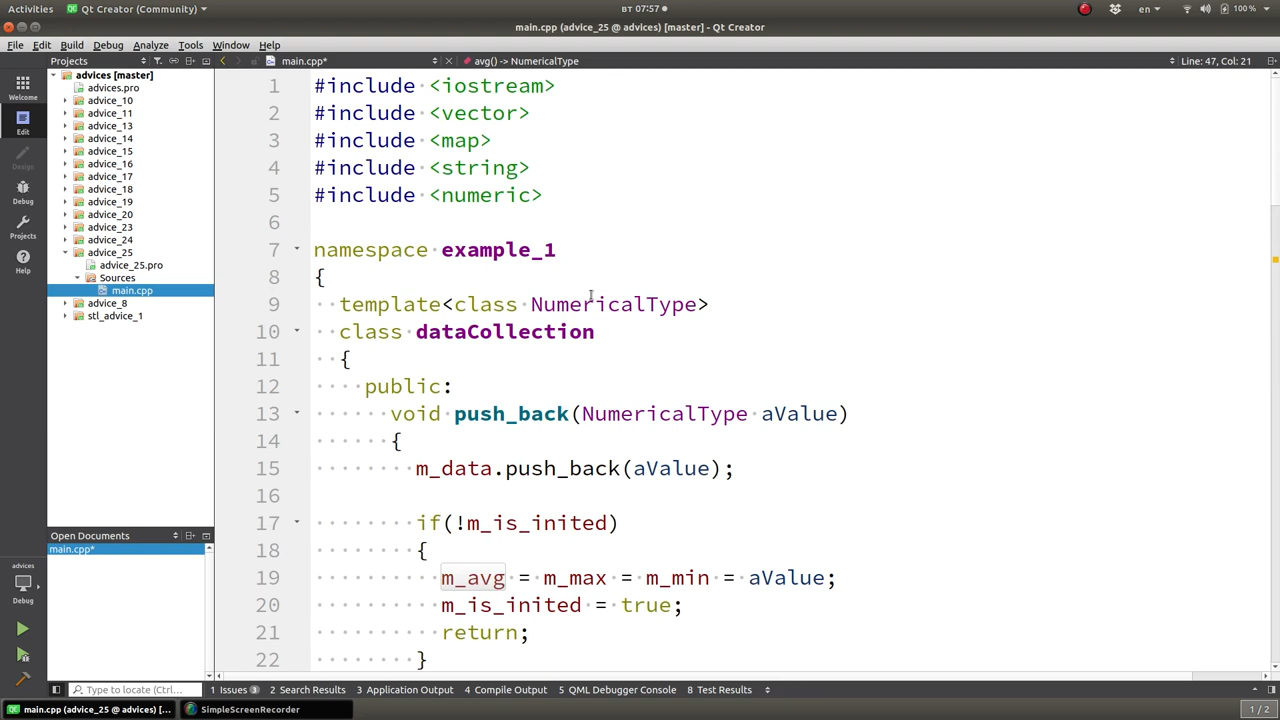 Activities Qt Creator (Community) BT 07:57 en 100 %
main.cpp (advice_25 @ advices) [master] - Qt Creator
File Edit Build Debug Analyze Tools Window Help
Projects main.cpp* avg() -> NumericalType Line: 47, Col: 21
advices [master]
advices.pro
advice_10
advice_11
advice_13
advice_14
advice_15
advice_16
advice_17
advice_18
advice_19
advice_20
advice_23
advice_24
advice_25
advice_25.pro
Sources
main.cpp
advice_8
stl_advice_1
Welcome
Edit
Design
Debug
Projects
Help
Open Documents
main.cpp*
advices
Debug
1 #include <iostream>
2 #include <vector>
3 #include <map>
4 #include <string>
5 #include <numeric>
6
7 namespace example_1
8 {
9 template<class NumericalType>
10 class dataCollection
11 {
12 public:
13 void push_back(NumericalType aValue)
14 {
15 m_data.push_back(aValue);
16
17 if(!m_is_inited)
18 {
19 m_avg = m_max = m_min = aValue;
20 m_is_inited = true;
21 return;
22 }
Type to locate (Ctrl... 1 Issues 3 2 Search Results 3 Application Output 4 Compile Output 5 QML Debugger Console 8 Test Results
main.cpp (advice_25 @ advices) [... SimpleScreenRecorder 1 / 2